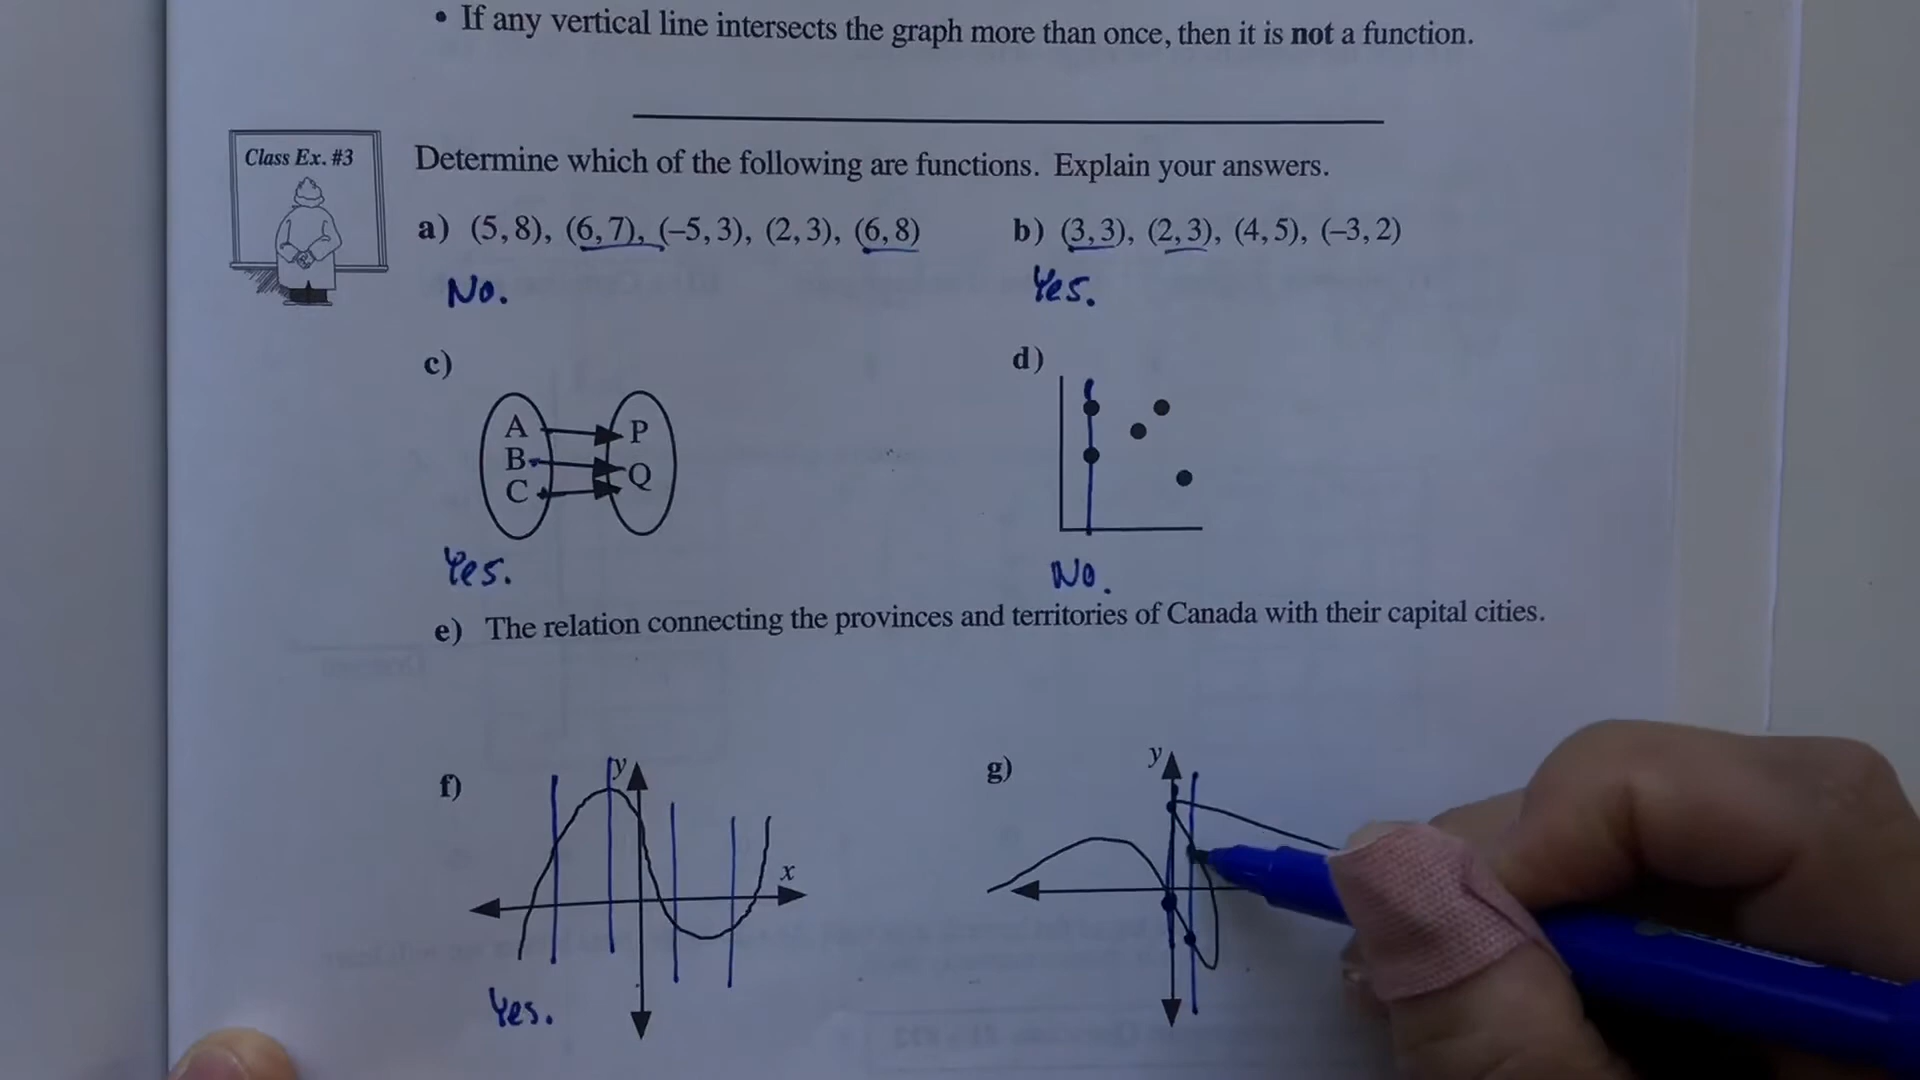 • If any vertical line intersects the graph more than once, then it is not a function.
Class Ex. #3
Determine which of the following are functions. Explain your answers.
a) (5, 8), (6, 7), (–5, 3), (2, 3), (6, 8)
b) (3, 3), (2, 3), (4, 5), (–3, 2)
No.
Yes.
c)
d)
A
P
B
Q
C
Yes.
No.
e) The relation connecting the provinces and territories of Canada with their capital cities.
f)
y
x
g)
y
Yes.